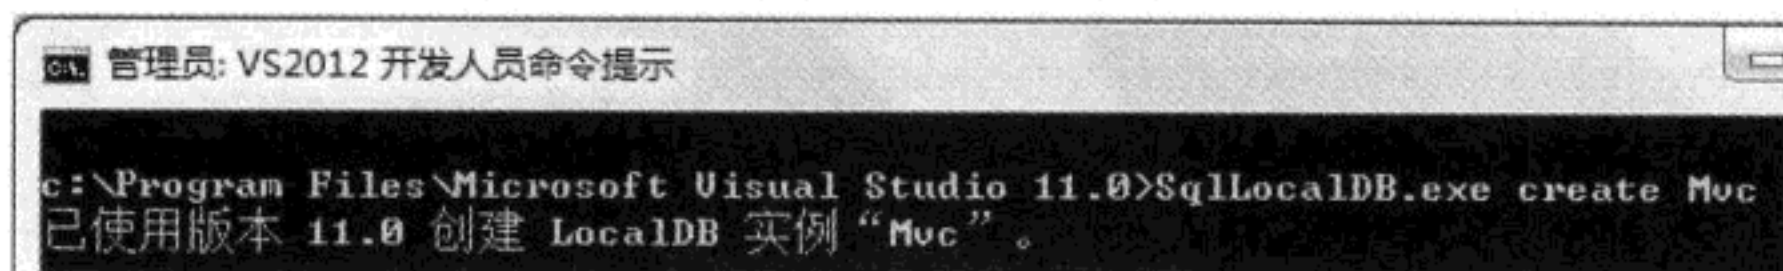 管理员: VS2012 开发人员命令提示
c:\Program Files\Microsoft Visual Studio 11.0>SqlLocalDB.exe create Mvc
已使用版本 11.0 创建 LocalDB 实例“Mvc”。